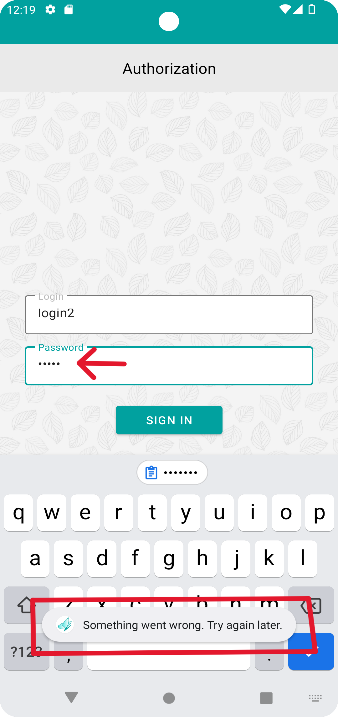 12:19
Authorization
Login
login2
Password
•••••
SIGN IN
•••••••
q w e r t y u i o p
a s d f g h j k l
z x c v b n m
Something went wrong. Try again later.
?123 , .